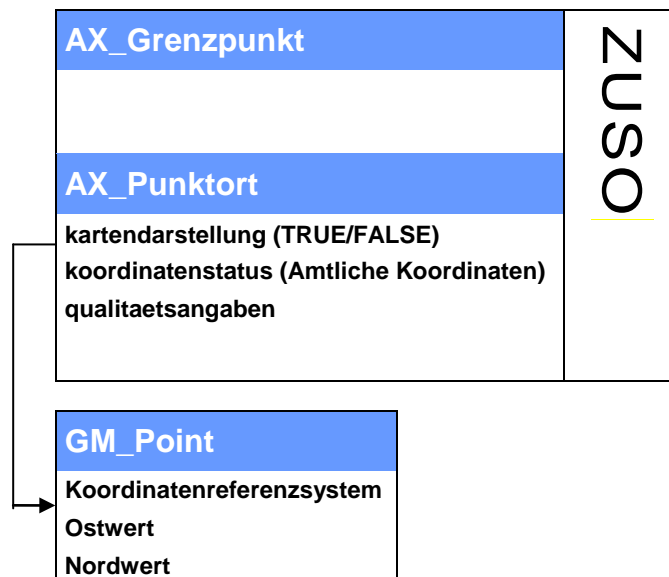 AX_Grenzpunkt
ZUSO
AX_Punktort
kartendarstellung (TRUE/FALSE)
koordinatenstatus (Amtliche Koordinaten)
qualitaetsangaben
GM_Point
Koordinatenreferenzsystem
Ostwert
Nordwert